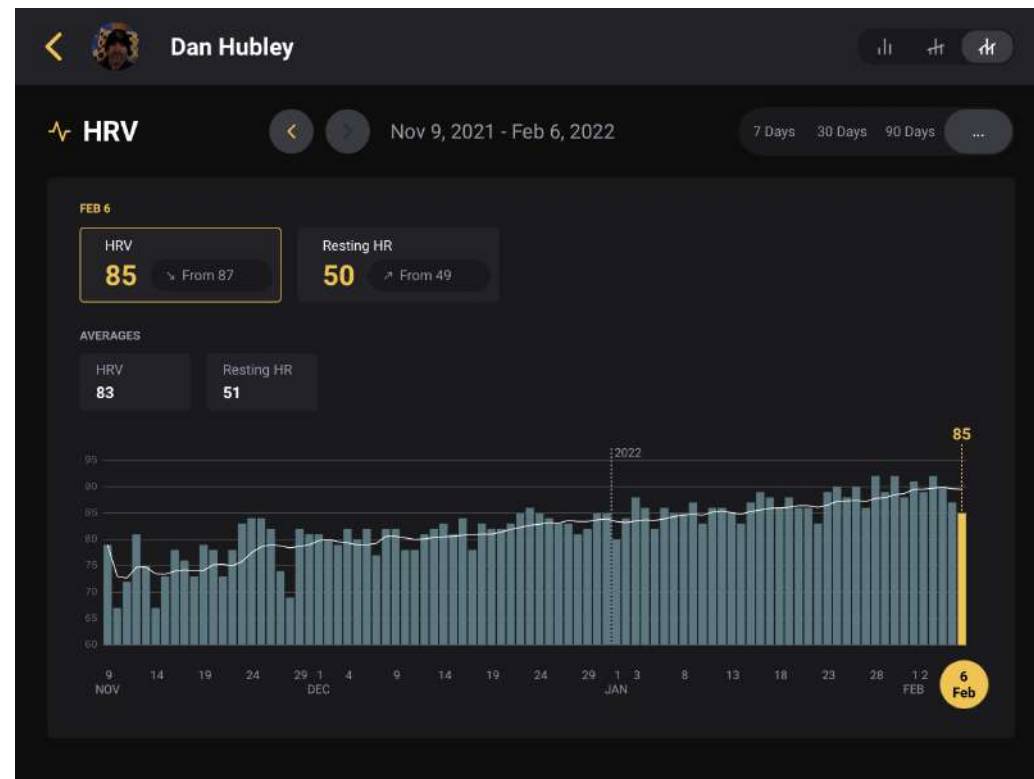 Dan Hubley
HRV
Nov 9, 2021 - Feb 6, 2022
7 Days 30 Days 90 Days ...
FEB 6
HRV
85 From 87
Resting HR
50 From 49
AVERAGES
HRV
83
Resting HR
51
85
2022
95
90
85
80
75
70
65
60
9 14 19 24 29 1 4 9 14 19 24 29 1 3 8 13 18 23 28 1 2 6
NOV DEC JAN FEB Feb